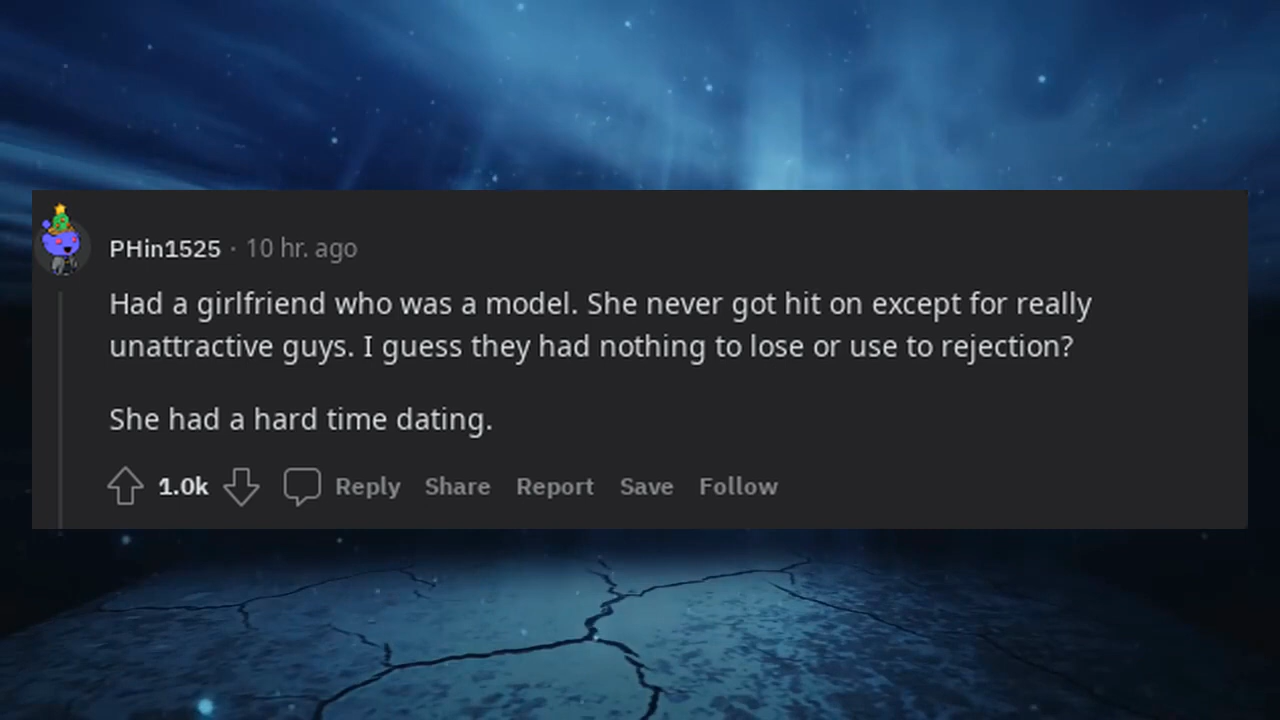 PHin1525 · 10 hr. ago
Had a girlfriend who was a model. She never got hit on except for really
unattractive guys. I guess they had nothing to lose or use to rejection?
She had a hard time dating.
1.0k Reply Share Report Save Follow